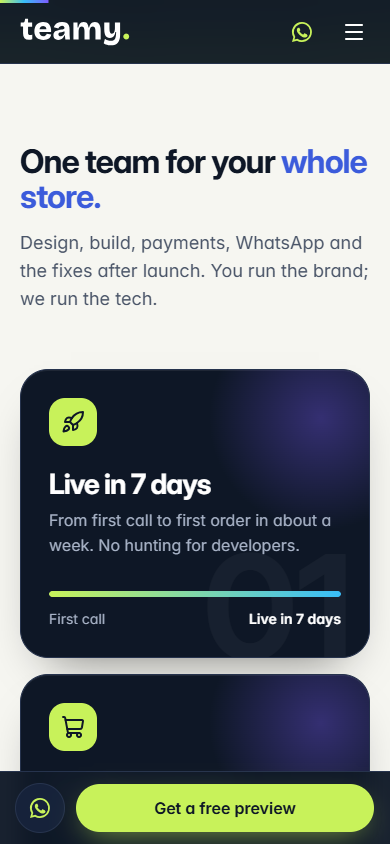 teamy.
One team for your whole
store.
Design, build, payments, WhatsApp and
the fixes after launch. You run the brand;
we run the tech.
Live in 7 days
From first call to first order in about a
week. No hunting for developers.
01
First call
Live in 7 days
Get a free preview